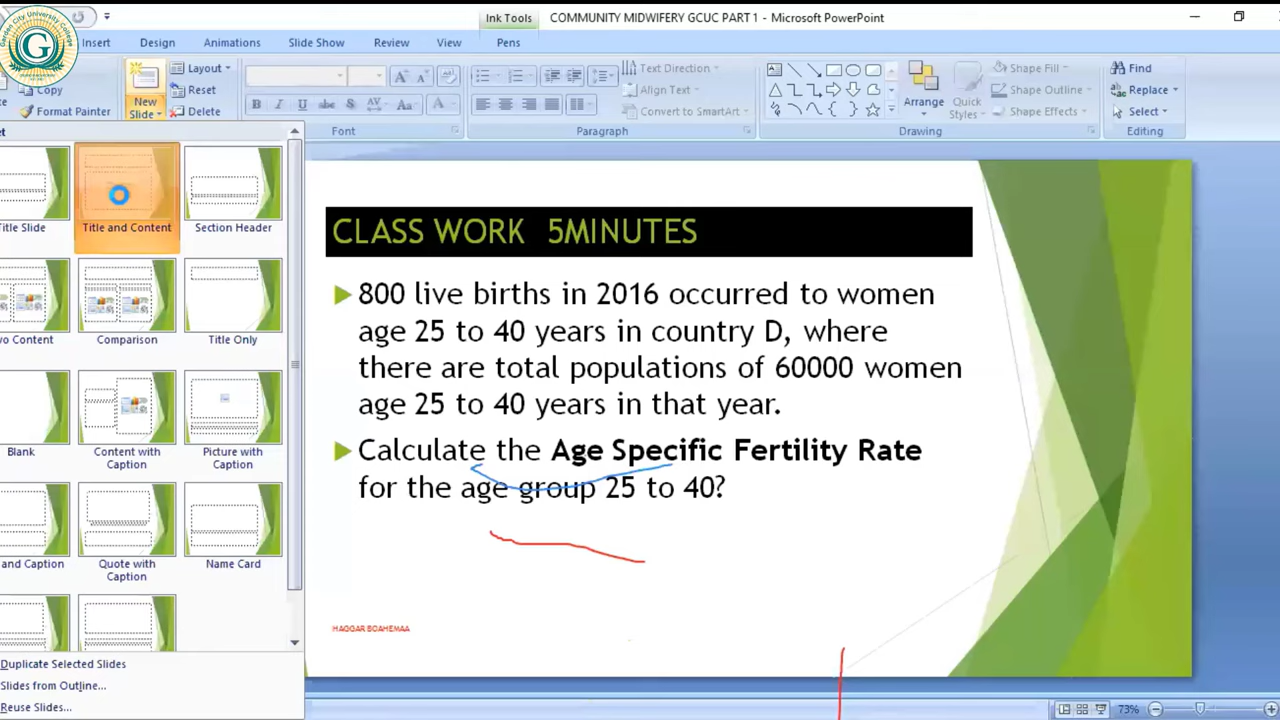 Ink Tools
COMMUNITY MIDWIFERY GCUC PART 1 - Microsoft PowerPoint
Insert Design Animations Slide Show Review View Pens
Layout
Reset
Delete
Copy
Format Painter
New
Slide
Font
Text Direction
Align Text
Convert to SmartArt
Paragraph
Arrange
Quick
Styles
Shape Fill
Shape Outline
Shape Effects
Drawing
Find
Replace
Select
Editing
Title Slide
Title and Content
Section Header
Comparison
Title Only
Blank
Content with
Caption
Picture with
Caption
and Caption
Quote with
Caption
Name Card
Duplicate Selected Slides
Slides from Outline...
Reuse Slides...
CLASS WORK 5MINUTES
800 live births in 2016 occurred to women
age 25 to 40 years in country D, where
there are total populations of 60000 women
age 25 to 40 years in that year.
Calculate the Age Specific Fertility Rate
for the age group 25 to 40?
HAGGAR BOAHEMAA
73%